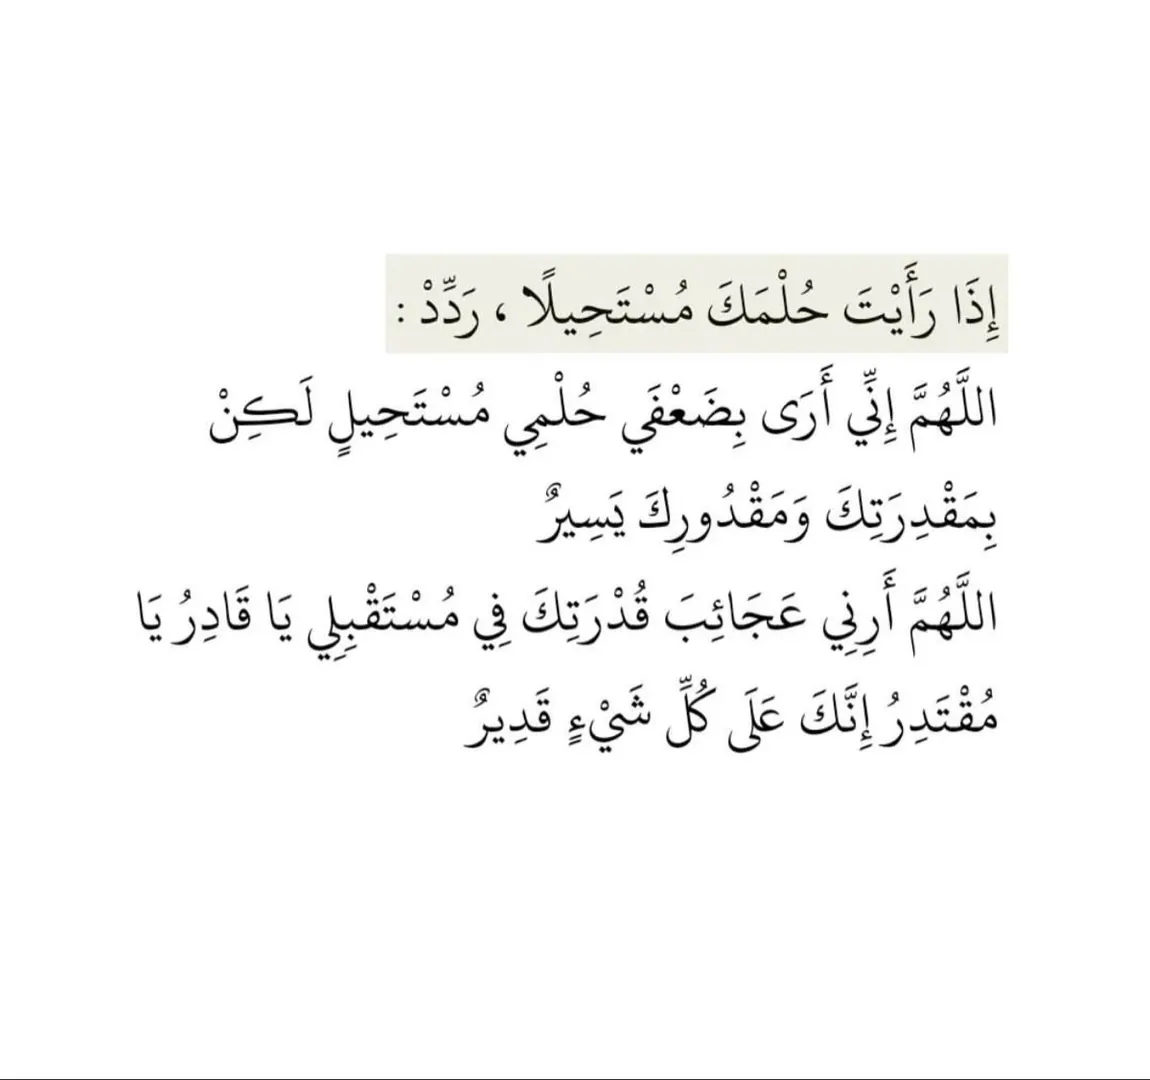 إِذَا رَأَيْتَ حُلْمَكَ مُسْتَحِيلًا ، رَدِّدْ :
اللَّهُمَّ إِنِّي أَرَى بِضَعْفَي حُلْمِي مُسْتَحِيلٍ لَكِنْ
بِمَقْدِرَتِكَ وَمَقْدُورِكَ يَسِيرٌ
اللَّهُمَّ أَرِنِي عَجَائِبَ قُدْرَتِكَ فِي مُسْتَقْبِلِي يَا قَادِرُ يَا
مُقْتَدِرُ إِنَّكَ عَلَى كُلِّ شَيْءٍ قَدِيرٌ